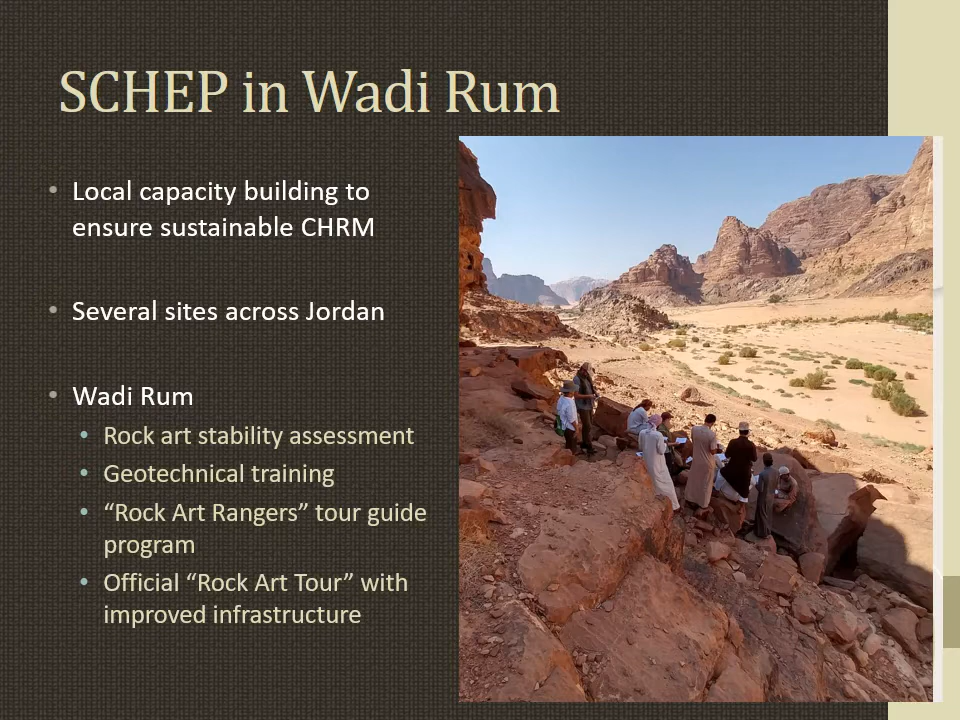 SCHEP in Wadi Rum
• Local capacity building to
ensure sustainable CHRM
• Several sites across Jordan
• Wadi Rum
• Rock art stability assessment
• Geotechnical training
• “Rock Art Rangers” tour guide
program
• Official “Rock Art Tour” with
improved infrastructure